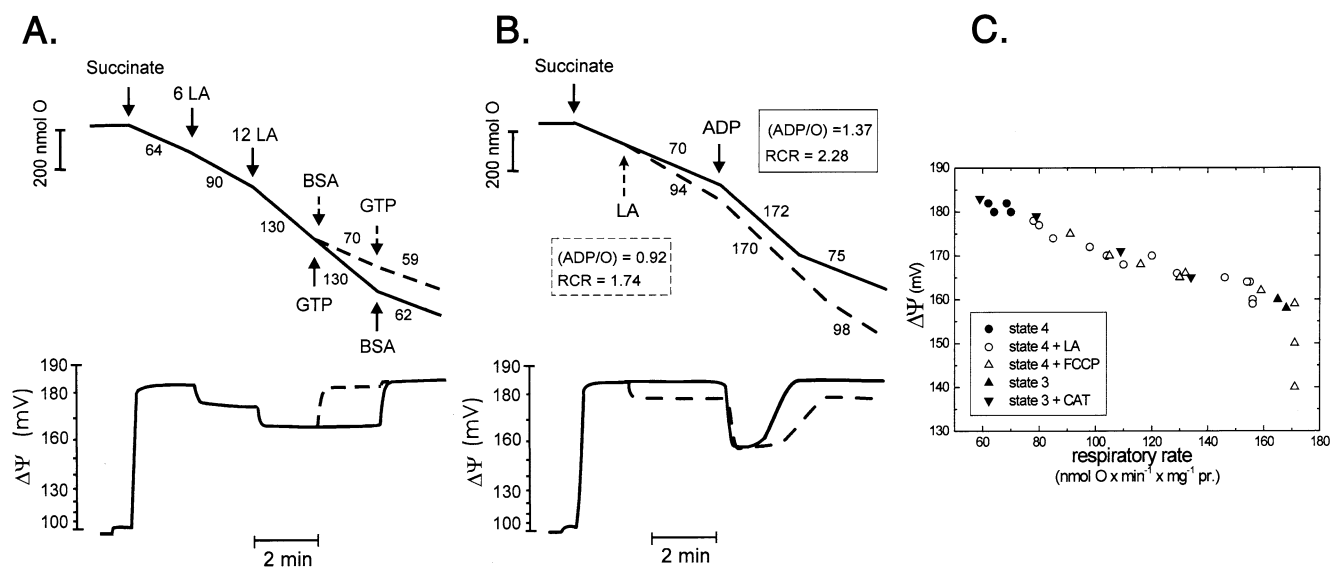 A.
Succinate
6 LA
12 LA
200 nmol O
64
90
130
BSA
70
GTP
59
130
GTP
62
BSA
190
180
160
130
100
ΔΨ (mV)
2 min
B.
Succinate
ADP
200 nmol O
70
94
LA
172
170
75
98
(ADP/O) =1.37
RCR = 2.28
(ADP/O) = 0.92
RCR = 1.74
190
180
160
130
100
ΔΨ (mV)
2 min
C.
190
180
170
160
150
140
130
ΔΨ (mV)
state 4
state 4 + LA
state 4 + FCCP
state 3
state 3 + CAT
60 80 100 120 140 160 180
respiratory rate
(nmol O x min⁻¹ x mg⁻¹ pr.)